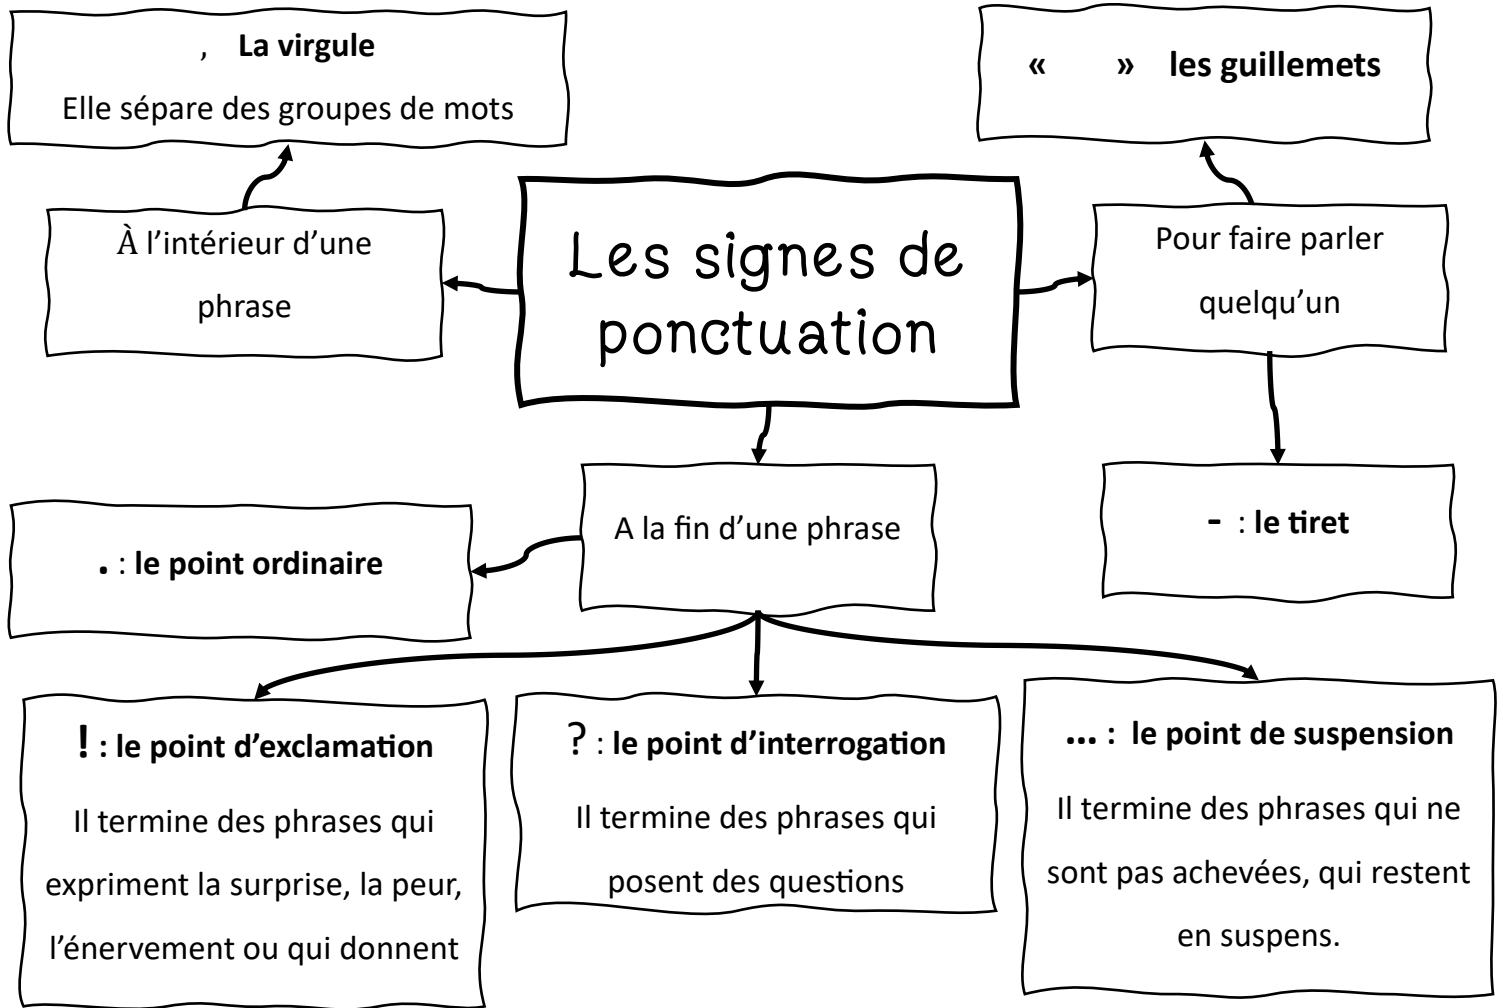 , La virgule
Elle sépare des groupes de mots
« » les guillemets
À l’intérieur d’une
phrase
Les signes de
ponctuation
Pour faire parler
quelqu’un
A la fin d’une phrase
. : le point ordinaire
- : le tiret
! : le point d’exclamation
Il termine des phrases qui
expriment la surprise, la peur,
l’énervement ou qui donnent
? : le point d’interrogation
Il termine des phrases qui
posent des questions
... : le point de suspension
Il termine des phrases qui ne
sont pas achevées, qui restent
en suspens.